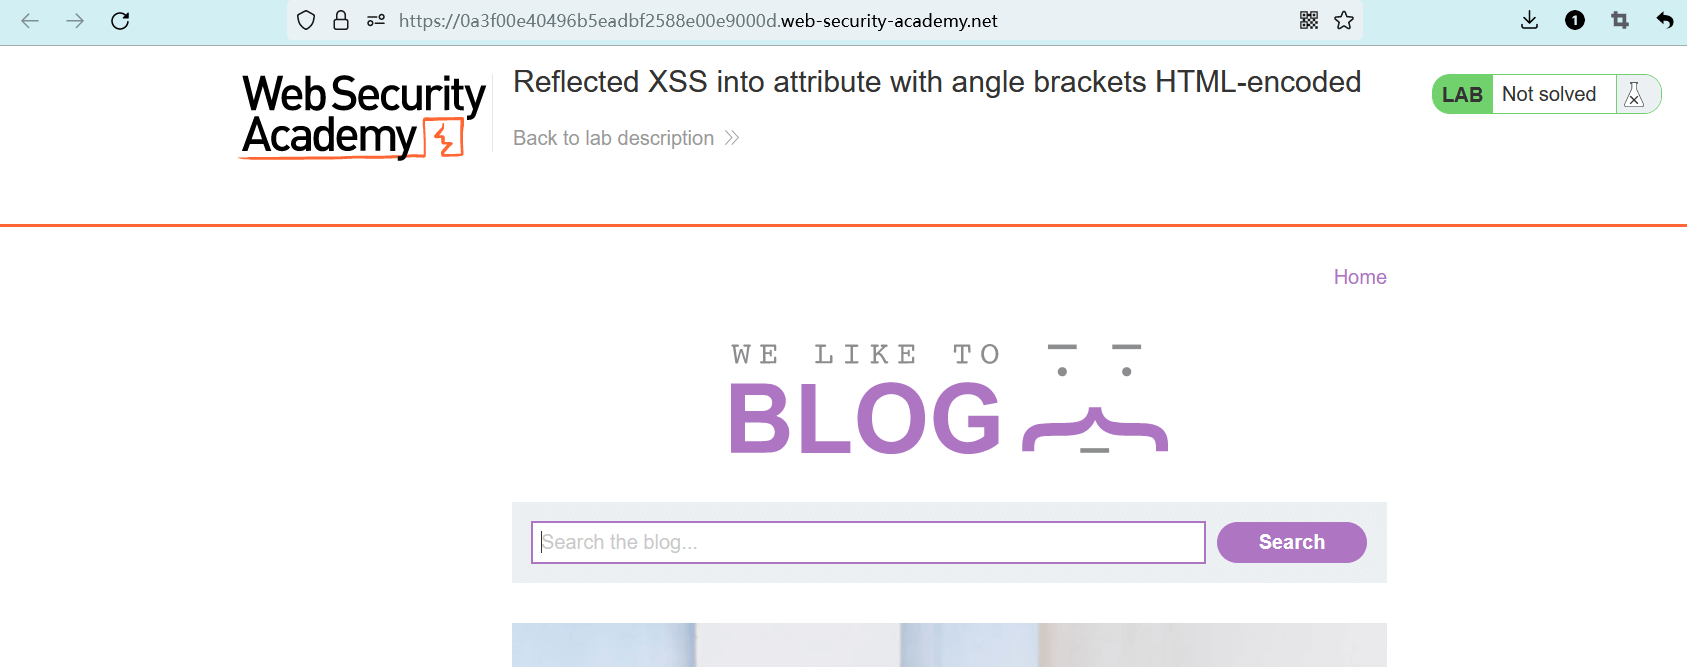 https://0a3f00e40496b5eadbf2588e00e9000d.web-security-academy.net
1
Web Security
Academy
Reflected XSS into attribute with angle brackets HTML-encoded
Back to lab description
LAB Not solved
Home
WE LIKE TO
BLOG
Search the blog...
Search